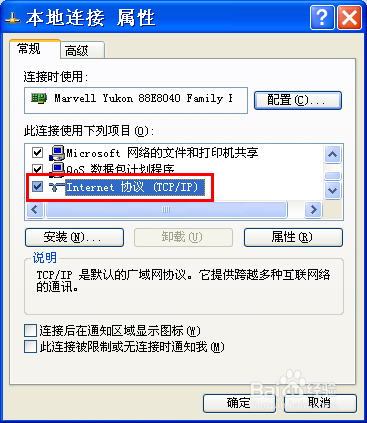 本地连接 属性
常规 高级
连接时使用:
Marvell Yukon 88E8040 Family F
配置(C)...
此连接使用下列项目(O):
Microsoft 网络的文件和打印机共享
QoS 数据包计划程序
Internet 协议 (TCP/IP)
安装(N)... 卸载(U) 属性(R)
说明
TCP/IP 是默认的广域网协议。它提供跨越多种互联网络
的通讯。
连接后在通知区域显示图标(W)
此连接被限制或无连接时通知我(M)
确定 取消
Bai 经验